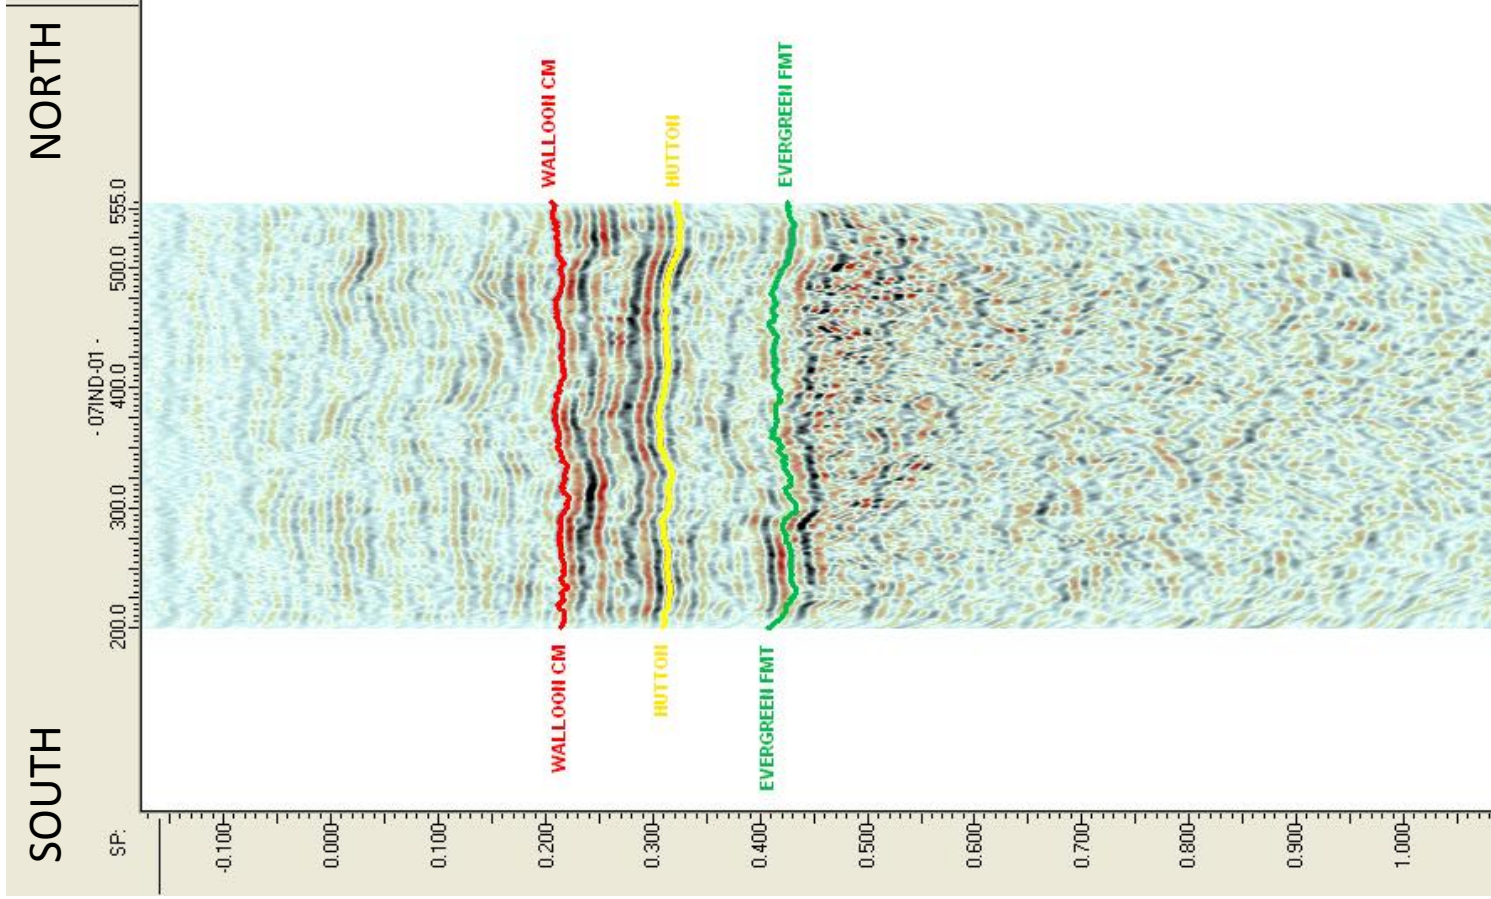 SOUTH NORTH
- 07IND-01 -
SP: 200.0 300.0 400.0 500.0 555.0
-0.100
0.000
0.100
0.200
WALLOON CM WALLOON CM
0.300
HUTTON HUTTON
0.400
EVERGREEN FMT EVERGREEN FMT
0.500
0.600
0.700
0.800
0.900
1.000